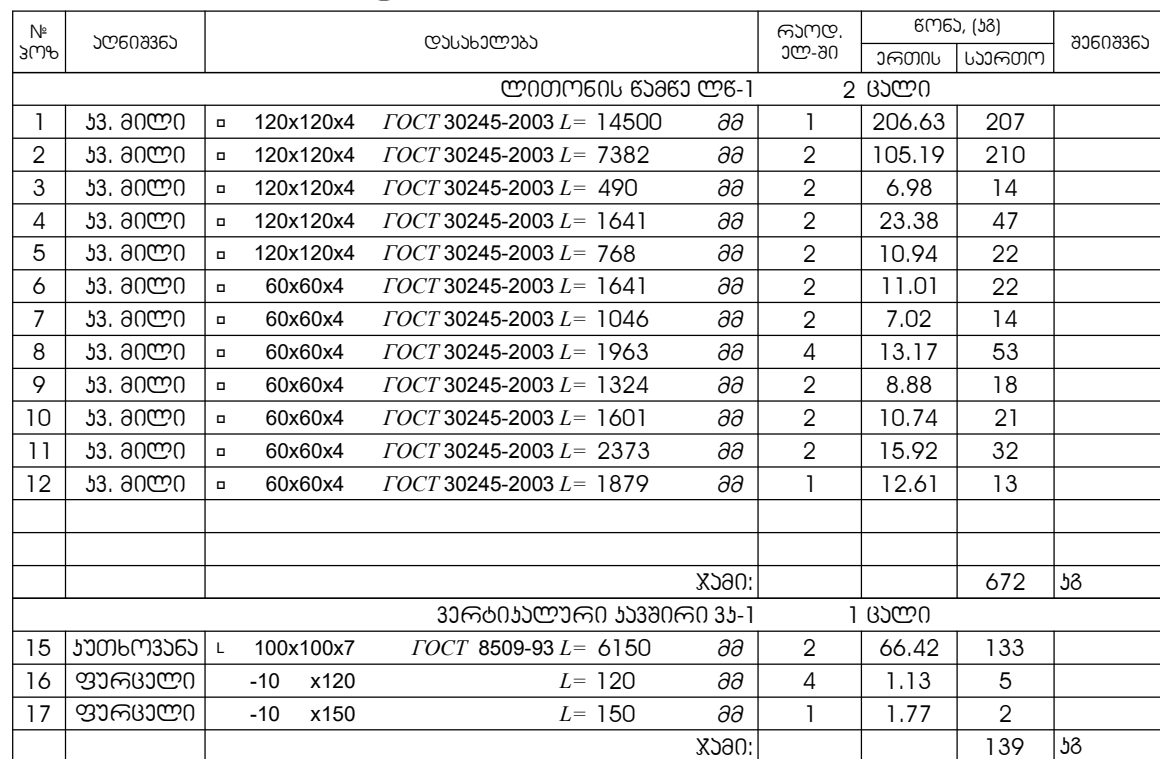 № პოზ აღნიშვნა დასახელება რაოდ. ელ-ში წონა, (კგ) შენიშვნა
ერთის საერთო
ლითონის წამწე ლწ-1 2 ცალი
1 კვ. მილი ▫ 120x120x4 ГОСТ 30245-2003 L= 14500 მმ 1 206.63 207
2 კვ. მილი ▫ 120x120x4 ГОСТ 30245-2003 L= 7382 მმ 2 105.19 210
3 კვ. მილი ▫ 120x120x4 ГОСТ 30245-2003 L= 490 მმ 2 6.98 14
4 კვ. მილი ▫ 120x120x4 ГОСТ 30245-2003 L= 1641 მმ 2 23.38 47
5 კვ. მილი ▫ 120x120x4 ГОСТ 30245-2003 L= 768 მმ 2 10.94 22
6 კვ. მილი ▫ 60x60x4 ГОСТ 30245-2003 L= 1641 მმ 2 11.01 22
7 კვ. მილი ▫ 60x60x4 ГОСТ 30245-2003 L= 1046 მმ 2 7.02 14
8 კვ. მილი ▫ 60x60x4 ГОСТ 30245-2003 L= 1963 მმ 4 13.17 53
9 კვ. მილი ▫ 60x60x4 ГОСТ 30245-2003 L= 1324 მმ 2 8.88 18
10 კვ. მილი ▫ 60x60x4 ГОСТ 30245-2003 L= 1601 მმ 2 10.74 21
11 კვ. მილი ▫ 60x60x4 ГОСТ 30245-2003 L= 2373 მმ 2 15.92 32
12 კვ. მილი ▫ 60x60x4 ГОСТ 30245-2003 L= 1879 მმ 1 12.61 13
ჯამი: 672 კგ
ვერტიკალური კავშირი ვკ-1 1 ცალი
15 კუთხოვანა L 100x100x7 ГОСТ 8509-93 L= 6150 მმ 2 66.42 133
16 ფურცელი -10 x120 L= 120 მმ 4 1.13 5
17 ფურცელი -10 x150 L= 150 მმ 1 1.77 2
ჯამი: 139 კგ